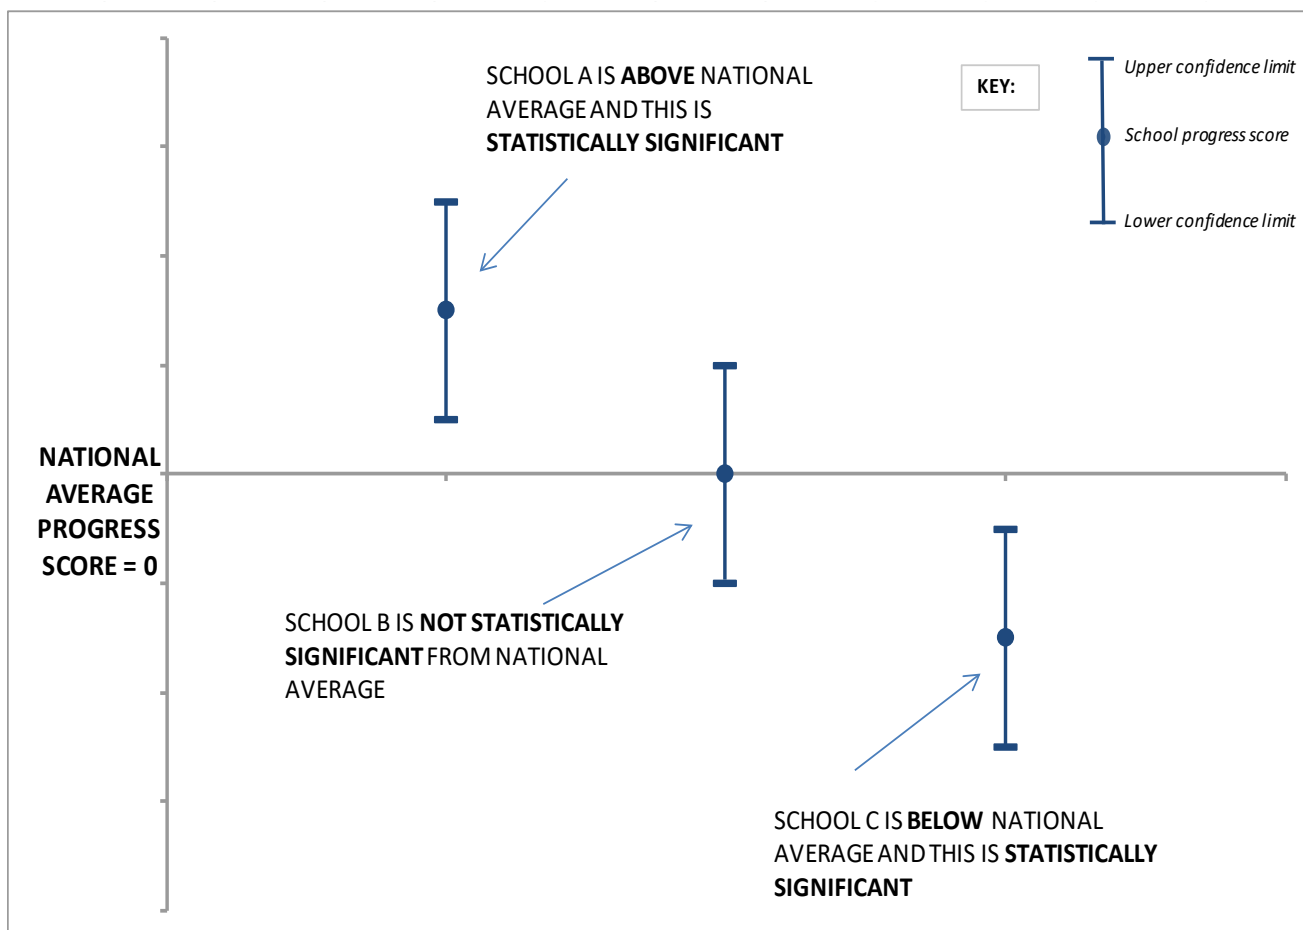 SCHOOL A IS ABOVE NATIONAL
AVERAGE AND THIS IS
STATISTICALLY SIGNIFICANT
KEY:
Upper confidence limit
School progress score
Lower confidence limit
NATIONAL
AVERAGE
PROGRESS
SCORE = 0
SCHOOL B IS NOT STATISTICALLY
SIGNIFICANT FROM NATIONAL
AVERAGE
SCHOOL C IS BELOW NATIONAL
AVERAGE AND THIS IS STATISTICALLY
SIGNIFICANT